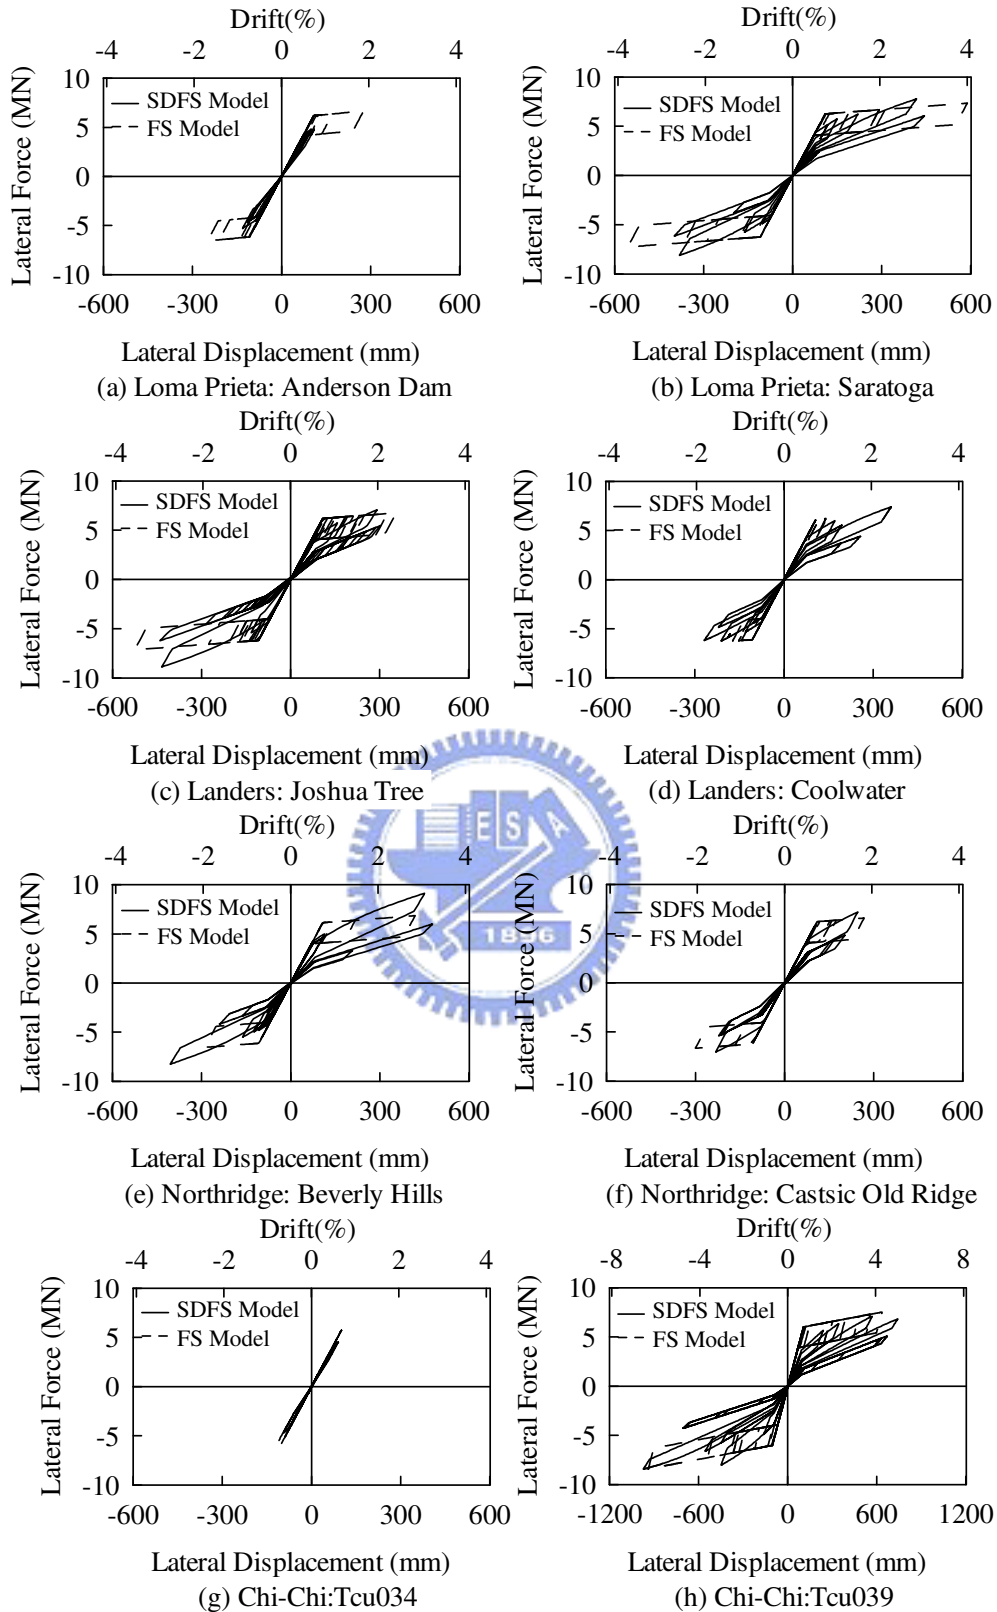 Drift(%)
-4 -2 0 2 4
10
5
0
-5
-10
Lateral Force (MN)
SDFS Model
FS Model
-600 -300 0 300 600
Lateral Displacement (mm)
(a) Loma Prieta: Anderson Dam
Drift(%)
-4 -2 0 2 4
10
5
0
-5
-10
Lateral Force (MN)
SDFS Model
FS Model
-600 -300 0 300 600
Lateral Displacement (mm)
(b) Loma Prieta: Saratoga
Drift(%)
-4 -2 0 2 4
10
5
0
-5
-10
Lateral Force (MN)
SDFS Model
FS Model
-600 -300 0 300 600
Lateral Displacement (mm)
(c) Landers: Joshua Tree
Drift(%)
-4 -2 0 2 4
10
5
0
-5
-10
Lateral Force (MN)
SDFS Model
FS Model
-600 -300 0 300 600
Lateral Displacement (mm)
(d) Landers: Coolwater
Drift(%)
-4 -2 0 2 4
10
5
0
-5
-10
Lateral Force (MN)
SDFS Model
FS Model
-600 -300 0 300 600
Lateral Displacement (mm)
(e) Northridge: Beverly Hills
Drift(%)
-4 -2 0 2 4
10
5
0
-5
-10
Lateral Force (MN)
SDFS Model
FS Model
-600 -300 0 300 600
Lateral Displacement (mm)
(f) Northridge: Castsic Old Ridge
E S A
1896
Drift(%)
-4 -2 0 2 4
10
5
0
-5
-10
Lateral Force (MN)
SDFS Model
FS Model
-600 -300 0 300 600
Lateral Displacement (mm)
(g) Chi-Chi:Tcu034
Drift(%)
-8 -4 0 4 8
10
5
0
-5
-10
Lateral Force (MN)
SDFS Model
FS Model
-1200 -600 0 600 1200
Lateral Displacement (mm)
(h) Chi-Chi:Tcu039